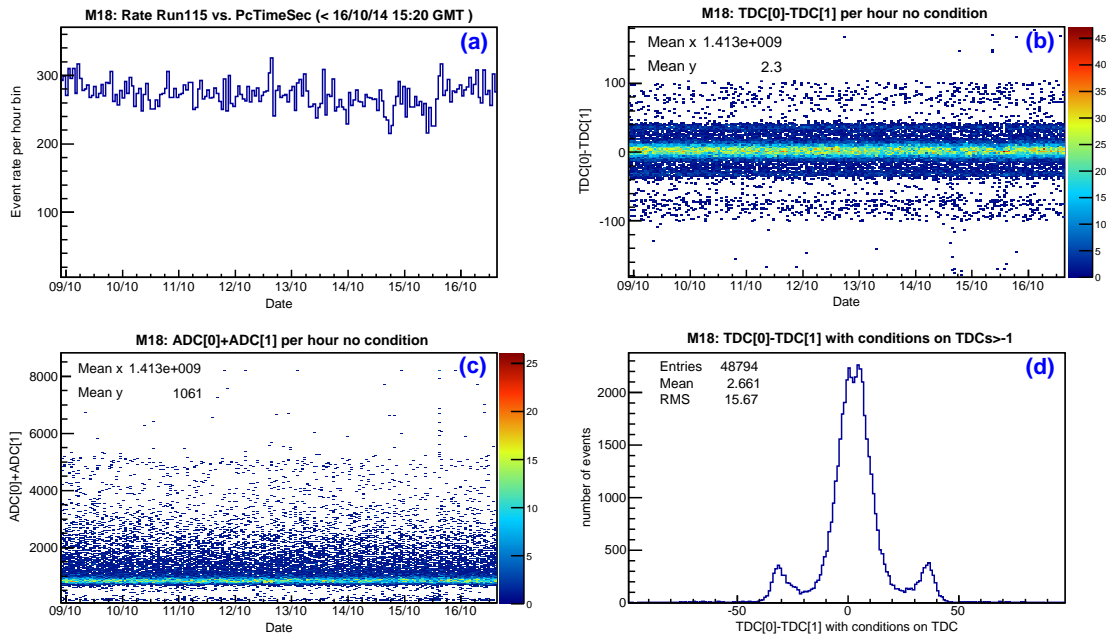 M18: Rate Run115 vs. PcTimeSec (< 16/10/14 15:20 GMT )
(a)
Event rate per hour bin
300
200
100
09/10 10/10 11/10 12/10 13/10 14/10 15/10 16/10
Date
M18: TDC[0]-TDC[1] per hour no condition
(b)
Mean x 1.413e+009
Mean y 2.3
TDC[0]-TDC[1]
100
0
-100
45
40
35
30
25
20
15
10
5
0
09/10 10/10 11/10 12/10 13/10 14/10 15/10 16/10
Date
M18: ADC[0]+ADC[1] per hour no condition
(c)
Mean x 1.413e+009
Mean y 1061
ADC[0]+ADC[1]
8000
6000
4000
2000
25
20
15
10
5
0
09/10 10/10 11/10 12/10 13/10 14/10 15/10 16/10
Date
M18: TDC[0]-TDC[1] with conditions on TDCs>-1
(d)
Entries 48794
Mean 2.661
RMS 15.67
number of events
2000
1500
1000
500
0
-50 0 50
TDC[0]-TDC[1] with conditions on TDC